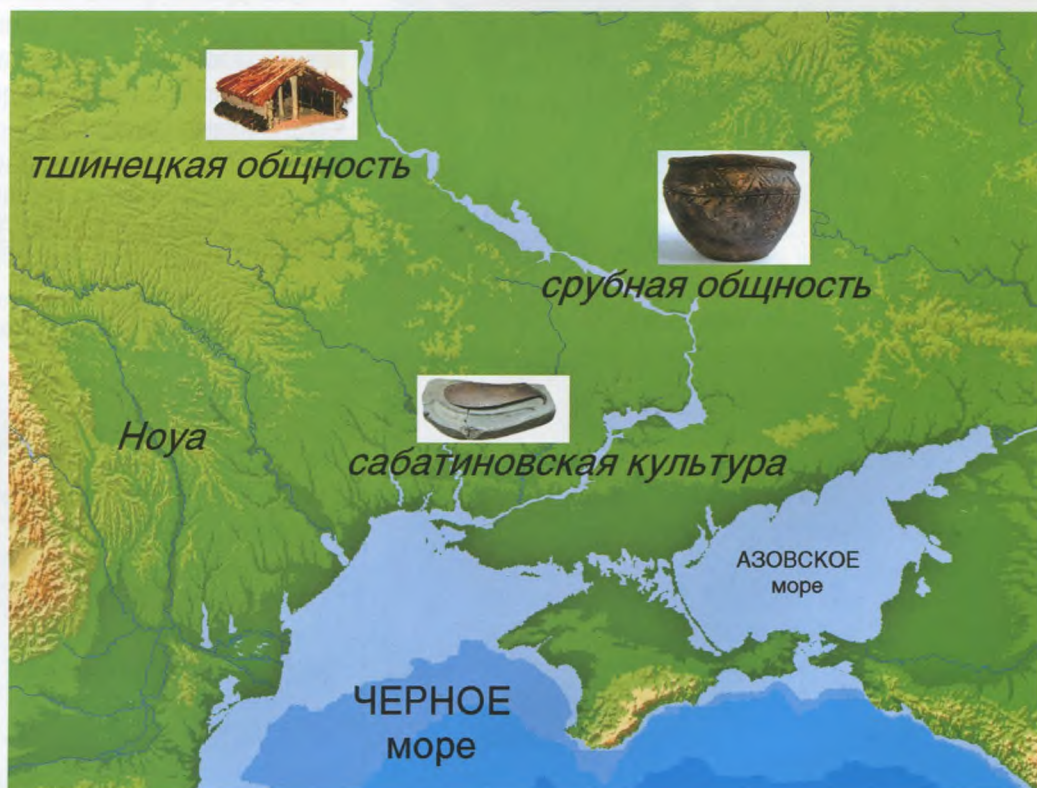 тшинецкая общность
срубная общность
Ноуа
сабатиновская культура
АЗОВСКОЕ
море
ЧЕРНОЕ
море